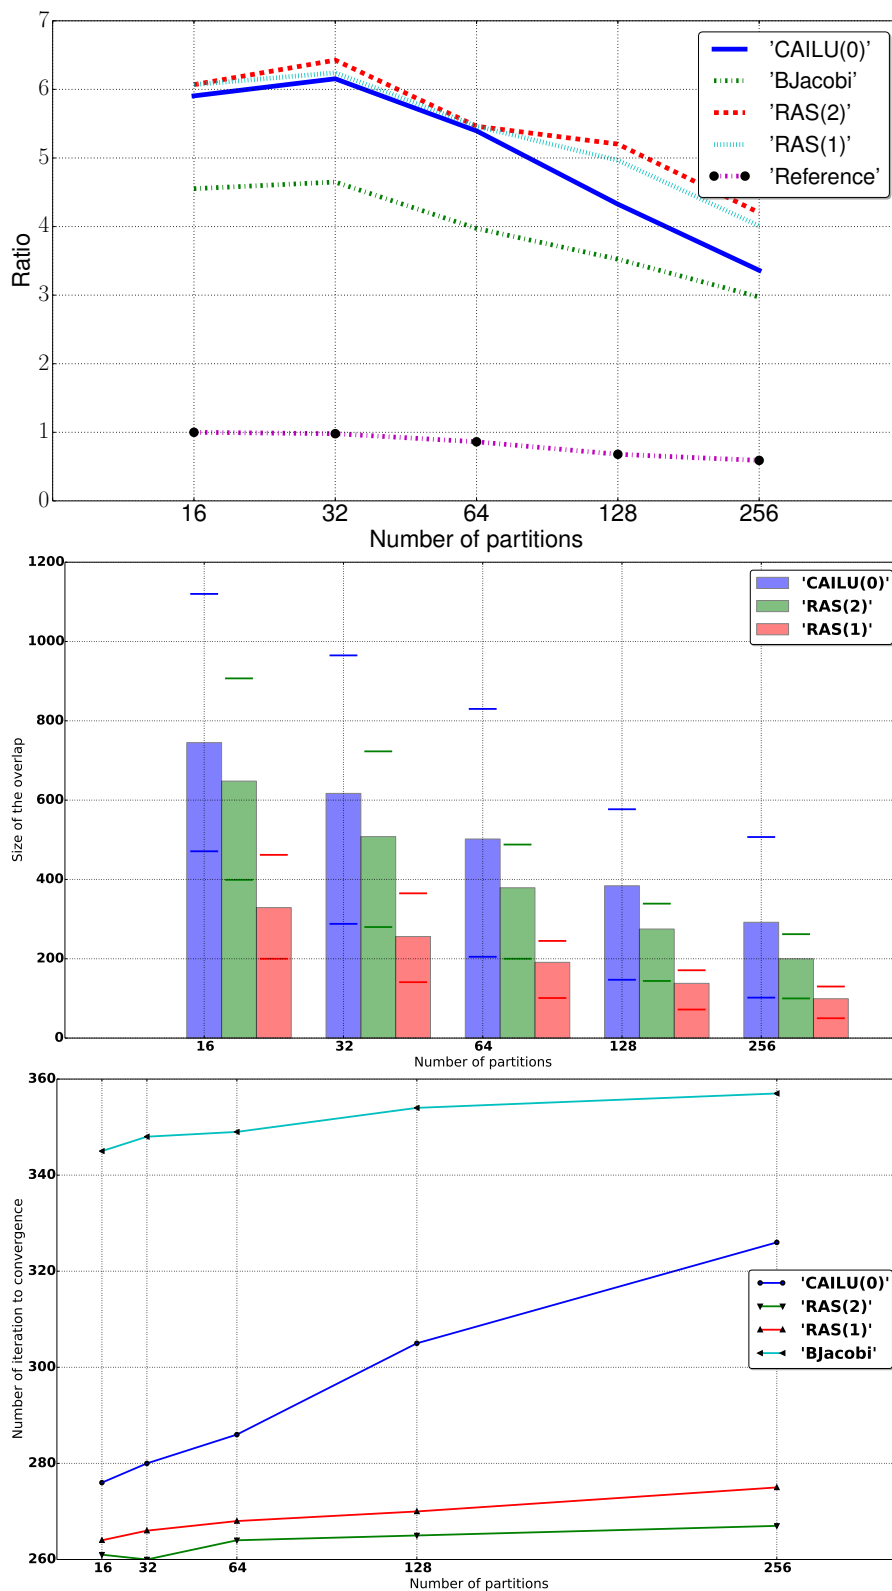 7
6
5
4
3
2
1
0
Ratio
'CAILU(0)'
'BJacobi'
'RAS(2)'
'RAS(1)'
'Reference'
16 32 64 128 256
Number of partitions
1200
1000
800
600
400
200
0
Size of the overlap
'CAILU(0)'
'RAS(2)'
'RAS(1)'
16 32 64 128 256
Number of partitions
360
340
320
300
280
260
Number of iteration to convergence
'CAILU(0)'
'RAS(2)'
'RAS(1)'
'BJacobi'
16 32 64 128 256
Number of partitions